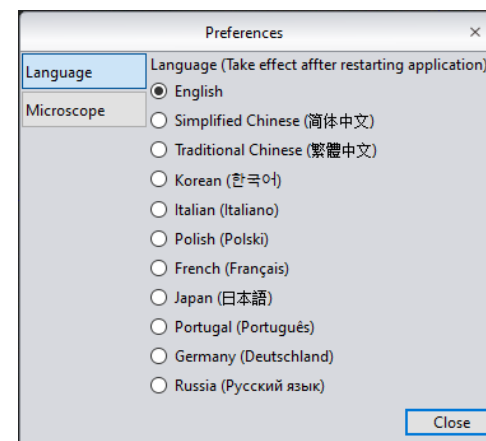 Preferences
Language
Microscope
Language (Take effect affter restarting application)
English
Simplified Chinese (简体中文)
Traditional Chinese (繁體中文)
Korean (한국어)
Italian (Italiano)
Polish (Polski)
French (Français)
Japan (日本語)
Portugal (Português)
Germany (Deutschland)
Russia (Русский язык)
Close